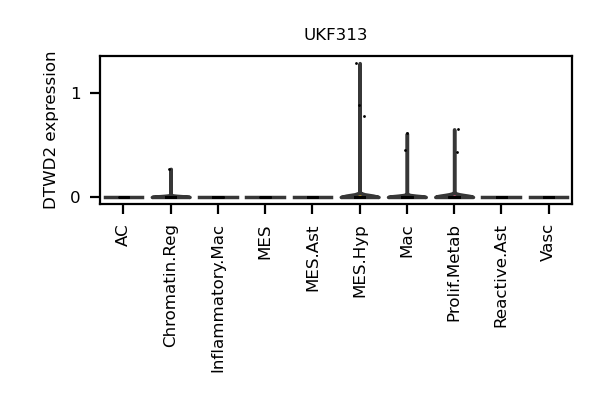 UKF313
DTWD2 expression
1
0
AC
Chromatin.Reg
Inflammatory.Mac
MES
MES.Ast
MES.Hyp
Mac
Prolif.Metab
Reactive.Ast
Vasc